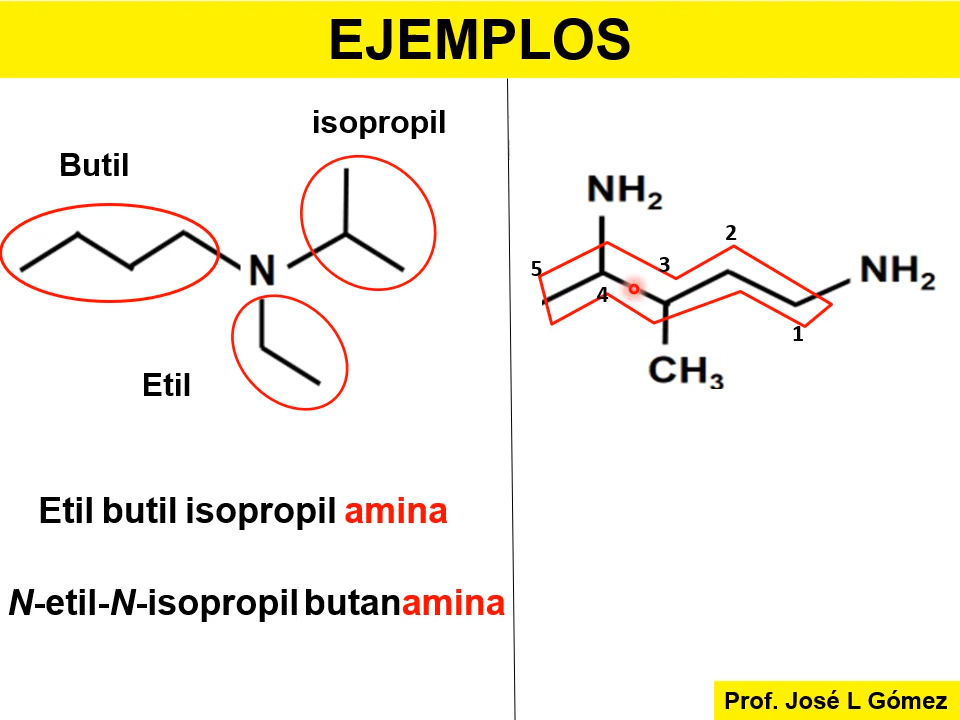 EJEMPLOS
isopropil
Butil
N
Etil
Etil butil isopropil amina
N-etil-N-isopropil butanamina
NH₂
2
5
3
NH₂
4
1
CH₃
Prof. José L Gómez